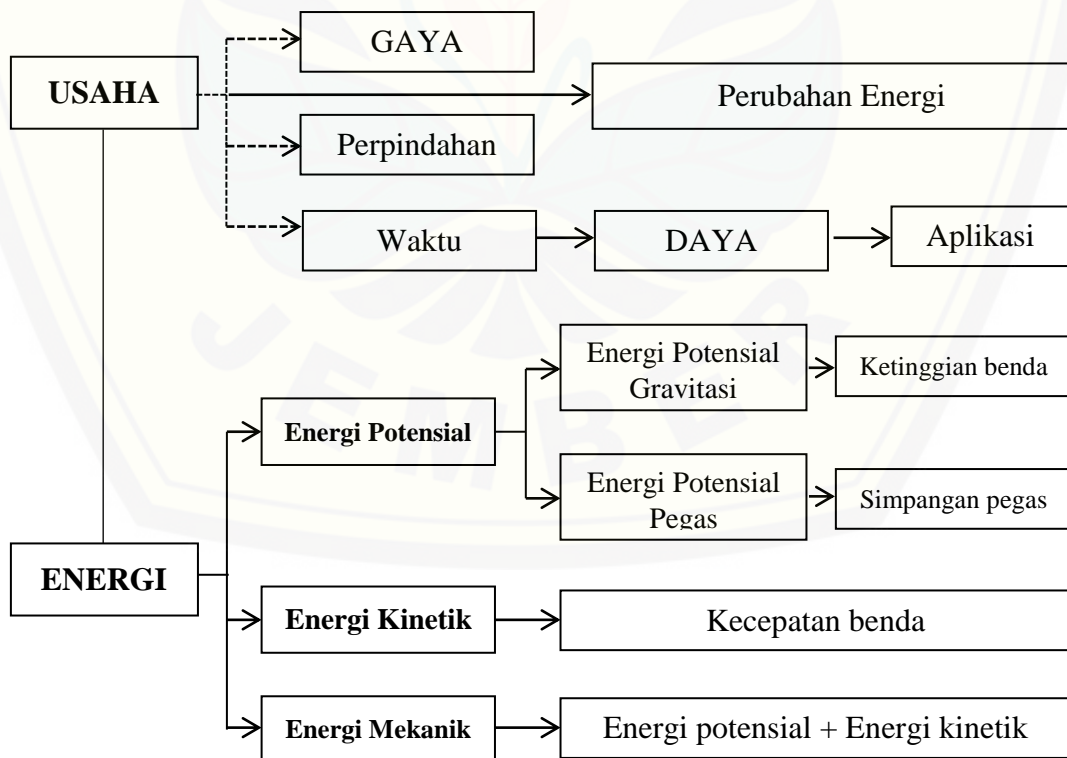 GAYA
USAHA
Perubahan Energi
Perpindahan
Waktu
DAYA
Aplikasi
JEMBER
Energi Potensial
Gravitasi
Ketinggian benda
Energi Potensial
Energi Potensial
Pegas
Simpangan pegas
ENERGI
Energi Kinetik
Kecepatan benda
Energi Mekanik
Energi potensial + Energi kinetik